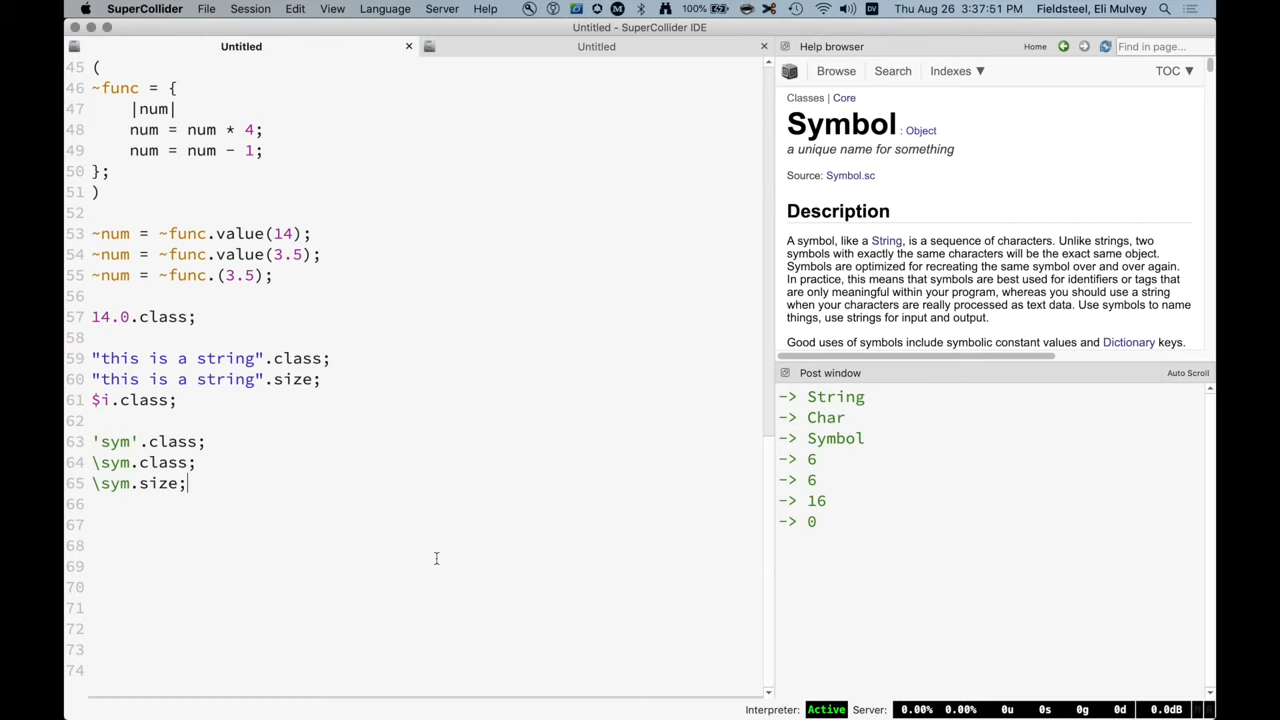 SuperCollider File Session Edit View Language Server Help 100% DV Thu Aug 26 3:37:51 PM Fieldsteel, Eli Mulvey
Untitled - SuperCollider IDE
Untitled
Untitled
45 (
46 ~func = {
47 |num|
48 num = num * 4;
49 num = num - 1;
50 };
51 )
52
53 ~num = ~func.value(14);
54 ~num = ~func.value(3.5);
55 ~num = ~func.(3.5);
56
57 14.0.class;
58
59 "this is a string".class;
60 "this is a string".size;
61 $i.class;
62
63 'sym'.class;
64 \sym.class;
65 \sym.size;
66
67
68
69
70
71
72
73
74
Help browser Home Find in page...
Browse Search Indexes ▼ TOC ▼
Classes | Core
Symbol : Object
a unique name for something
Source: Symbol.sc
Description
A symbol, like a String, is a sequence of characters. Unlike strings, two
symbols with exactly the same characters will be the exact same object.
Symbols are optimized for recreating the same symbol over and over again.
In practice, this means that symbols are best used for identifiers or tags that
are only meaningful within your program, whereas you should use a string
when your characters are really processed as text data. Use symbols to name
things, use strings for input and output.
Good uses of symbols include symbolic constant values and Dictionary keys.
Post window Auto Scroll
-> String
-> Char
-> Symbol
-> 6
-> 6
-> 16
-> 0
Interpreter: Active Server: 0.00% 0.00% 0u 0s 0g 0d 0.0dB